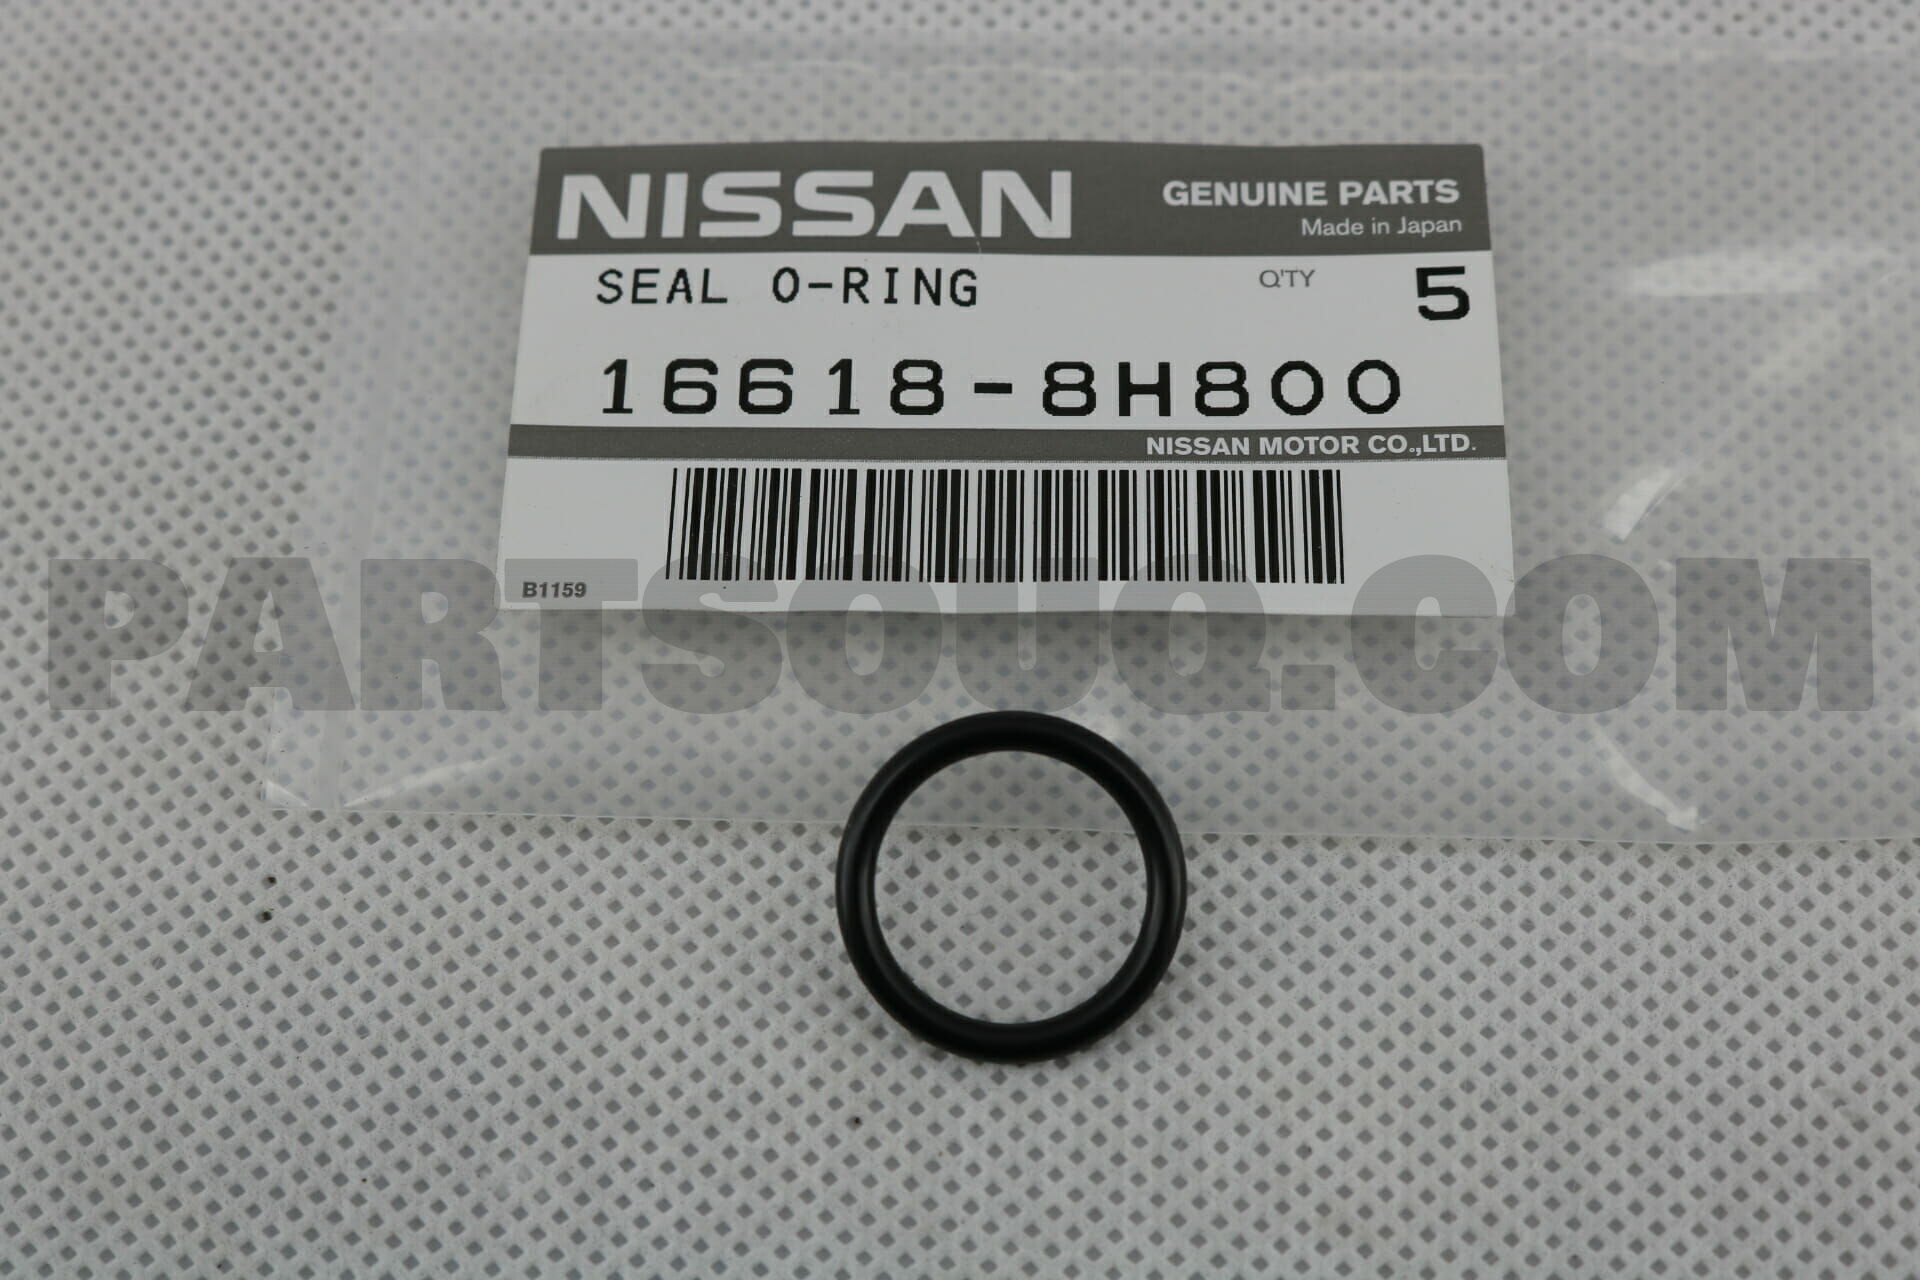 NISSAN
GENUINE PARTS
Made in Japan
SEAL O-RING
Q'TY 5
16618-8H800
NISSAN MOTOR CO.,LTD.
B1159
PARTSOUQ.COM